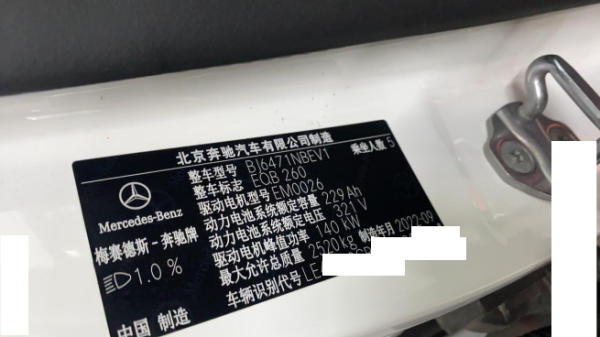 北京奔驰汽车有限公司制造
整车型号 BJ6471NBEV1 乘坐人数 5
整车标志 EQB 260
驱动电机型号 EM0026
动力电池系统额定容量 229 Ah
动力电池系统额定电压 321 V
驱动电机峰值功率 140 kW
最大允许总质量 2520 kg 制造年月 2022-09
车辆识别代号 LE
Mercedes-Benz
梅赛德斯－奔驰牌
1.0 %
中国 制造